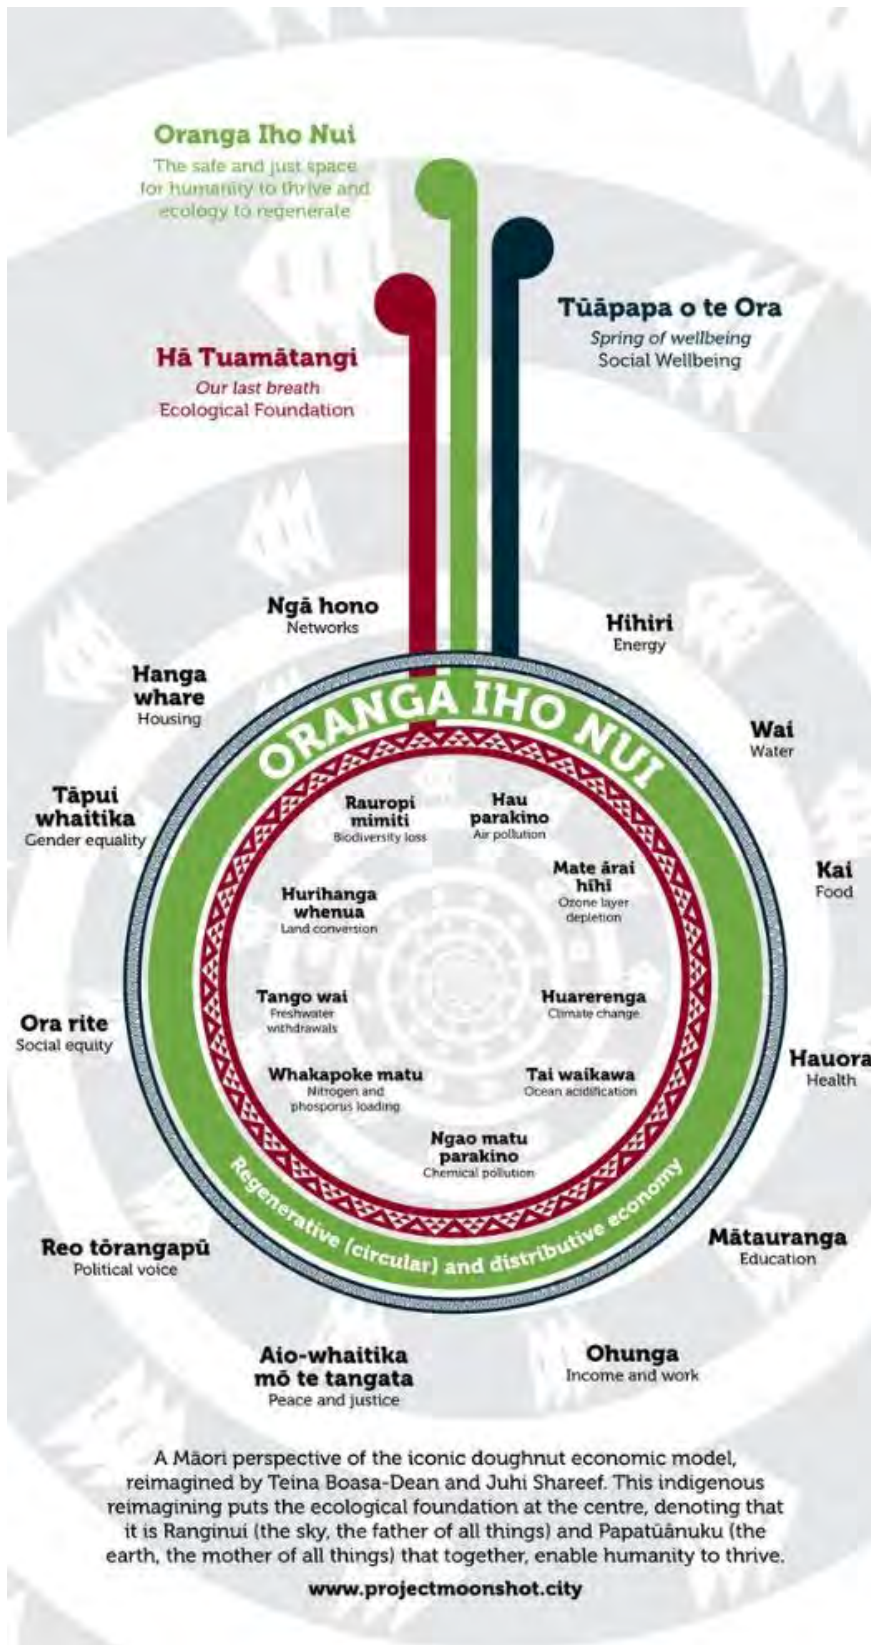 Oranga Iho Nui
The safe and just space
for humanity to thrive and
ecology to regenerate
Tūāpapa o te Ora
Spring of wellbeing
Social Wellbeing
Hā Tuamātangi
Our last breath
Ecological Foundation
Ngā hono
Networks
Hihiri
Energy
Hanga
whare
Housing
Wai
Water
Tāpui
whaitika
Gender equality
Kai
Food
Ora rite
Social equity
Hauora
Health
Reo tōrangapū
Political voice
Mātauranga
Education
Aio-whaitika
mō te tangata
Peace and justice
Ohunga
Income and work
ORANGA IHO NUI
Rauropi
mimiti
Biodiversity loss
Hau
parakino
Air pollution
Mate ārai
hihi
Ozone layer
depletion
Hurihanga
whenua
Land conversion
Tango wai
Freshwater
withdrawals
Huarerenga
Climate change
Whakapoke matu
Nitrogen and
phosporus loading
Tai waikawa
Ocean acidification
Ngao matu
parakino
Chemical pollution
Regenerative (circular) and distributive economy
A Māori perspective of the iconic doughnut economic model,
reimagined by Teina Boasa-Dean and Juhi Shareef. This indigenous
reimagining puts the ecological foundation at the centre, denoting that
it is Ranginui (the sky, the father of all things) and Papatūānuku (the
earth, the mother of all things) that together, enable humanity to thrive.
www.projectmoonshot.city